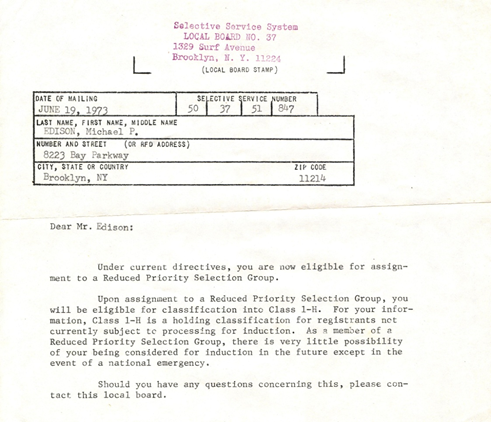 Selective Service System
LOCAL BOARD NO. 37
1329 Surf Avenue
Brooklyn, N. Y. 11224
(LOCAL BOARD STAMP)
DATE OF MAILING
SELECTIVE SERVICE NUMBER
JUNE 19, 1973 50 37 51 847
LAST NAME, FIRST NAME, MIDDLE NAME
EDISON, Michael P.
NUMBER AND STREET (OR RFD ADDRESS)
8223 Bay Parkway
CITY, STATE OR COUNTRY ZIP CODE
Brooklyn, NY 11214
Dear Mr. Edison:
Under current directives, you are now eligible for assign-
ment to a Reduced Priority Selection Group.
Upon assignment to a Reduced Priority Selection Group, you
will be eligible for classification into Class 1-H. For your infor-
mation, Class 1-H is a holding classification for registrants not
currently subject to processing for induction. As a member of a
Reduced Priority Selection Group, there is very little possibility
of your being considered for induction in the future except in the
event of a national emergency.
Should you have any questions concerning this, please con-
tact this local board.